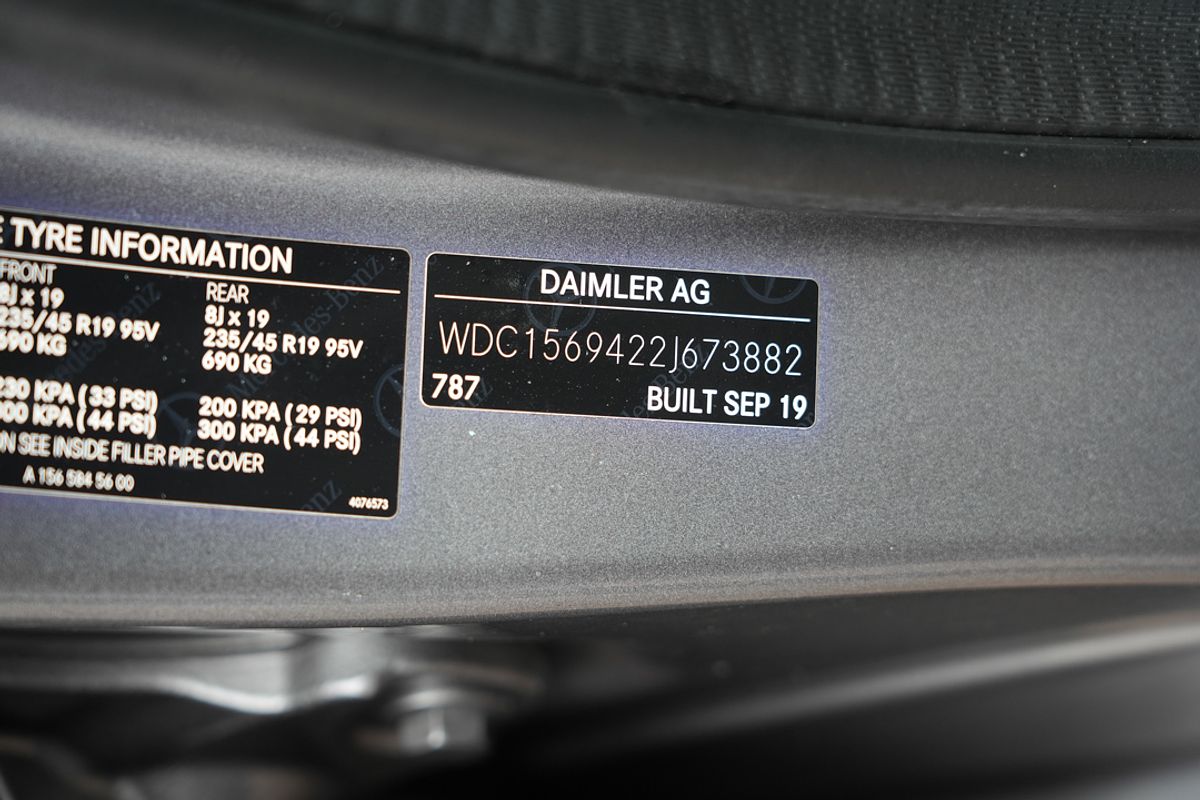 TYRE INFORMATION
FRONT
8J x 19
235/45 R19 95V
690 KG
REAR
8J x 19
235/45 R19 95V
690 KG
230 KPA ( 33 PSI)
300 KPA ( 44 PSI)
200 KPA ( 29 PSI)
300 KPA ( 44 PSI)
SEE INSIDE FILLER PIPE COVER
A 156 584 56 00
4076573
DAIMLER AG
WDC1569422J673882
787
BUILT SEP 19